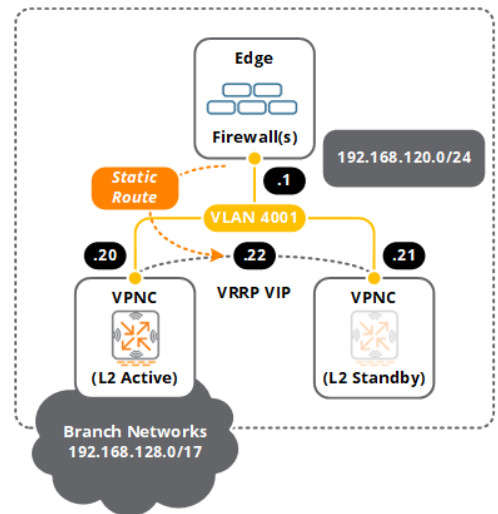 Edge
Firewall(s)
192.168.120.0/24
Static
Route
.1
VLAN 4001
.20
.22
.21
VPNC
VRRP VIP
VPNC
(L2 Active)
(L2 Standby)
Branch Networks
192.168.128.0/17